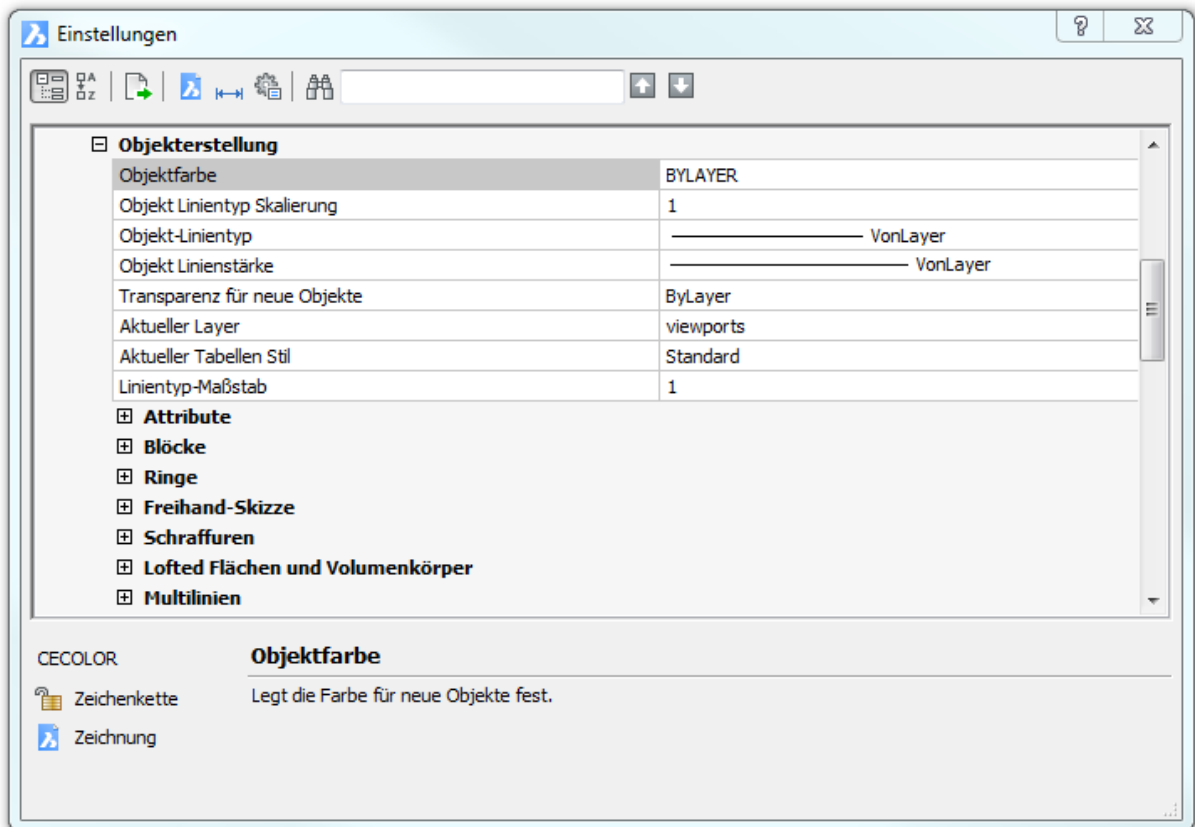 Einstellungen
Objekterstellung
Objektfarbe BYLAYER
Objekt Linientyp Skalierung 1
Objekt-Linientyp VonLayer
Objekt Linienstärke VonLayer
Transparenz für neue Objekte ByLayer
Aktueller Layer viewports
Aktueller Tabellen Stil Standard
Linientyp-Maßstab 1
Attribute
Blöcke
Ringe
Freihand-Skizze
Schraffuren
Lofted Flächen und Volumenkörper
Multilinien
CECOLOR Objektfarbe
Zeichenkette Legt die Farbe für neue Objekte fest.
Zeichnung